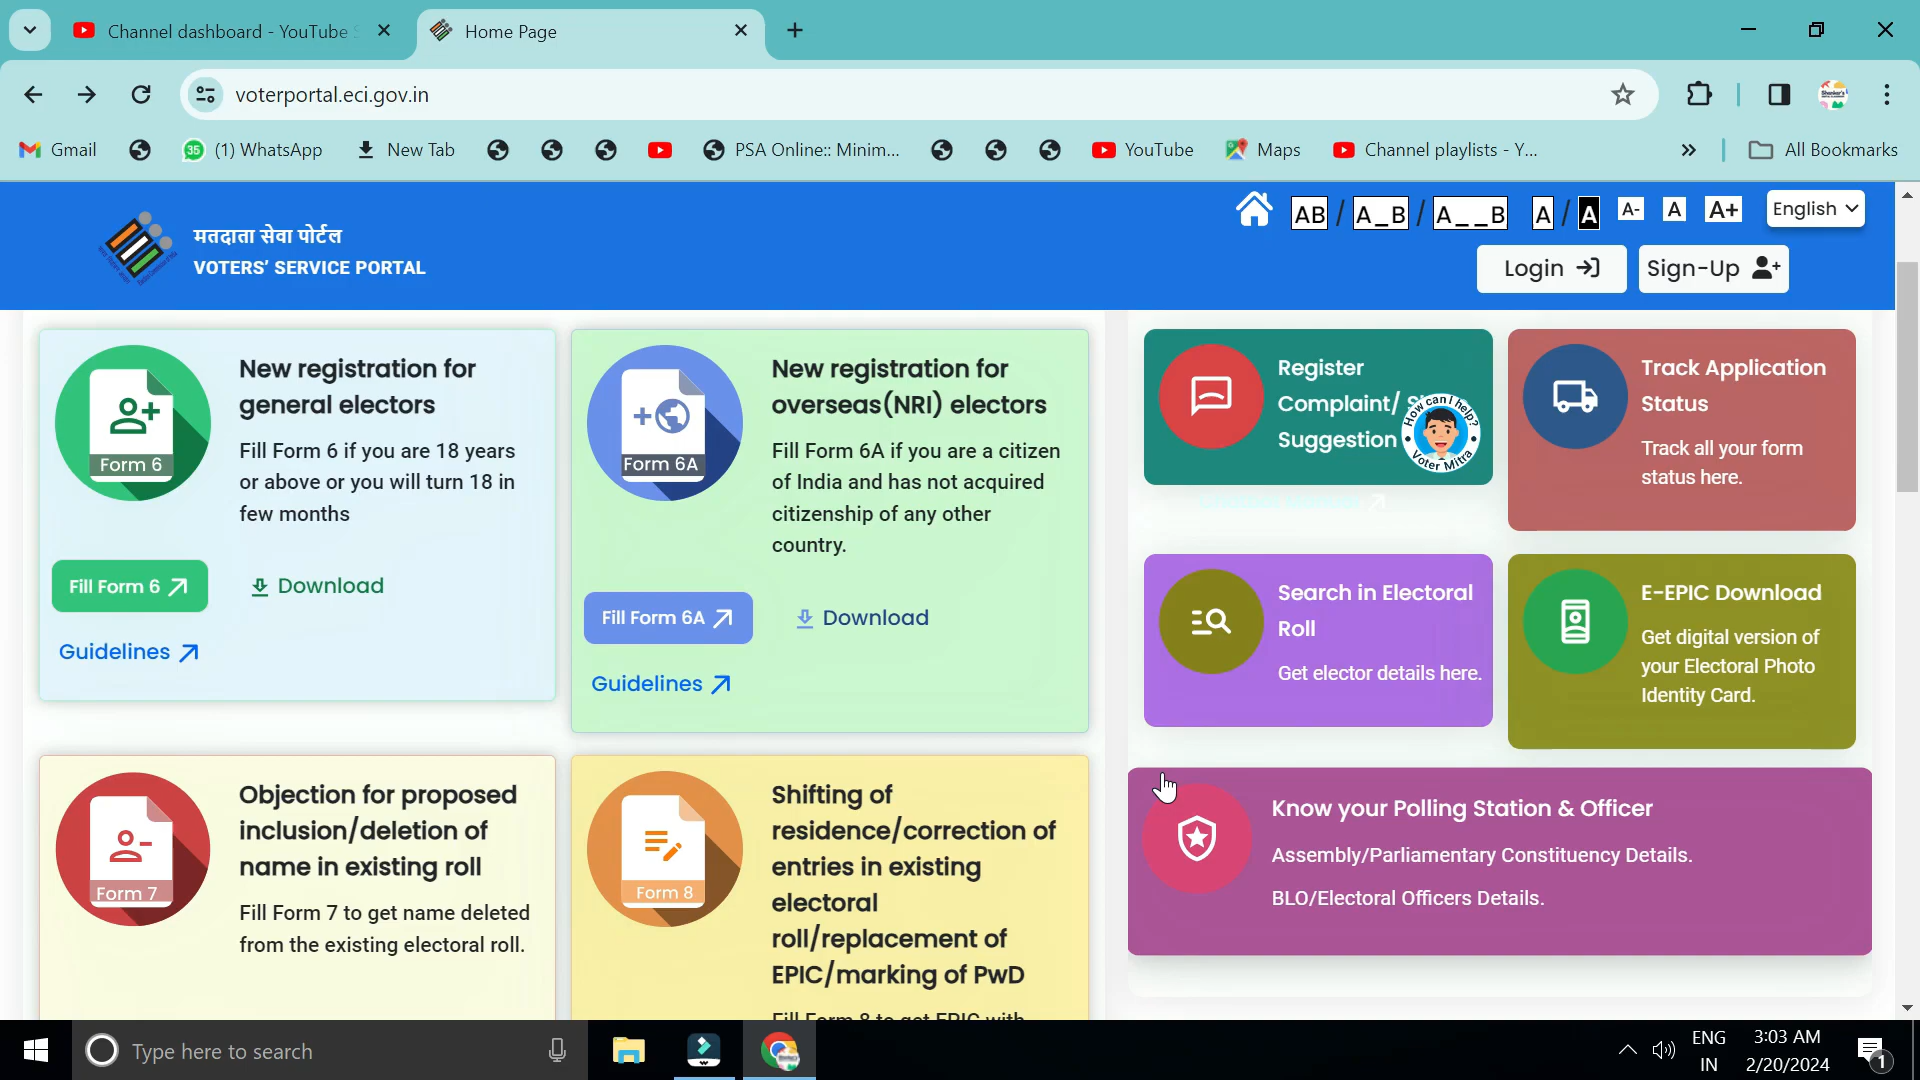 Channel dashboard - YouTube S
Home Page
voterportal.eci.gov.in
Gmail
35
(1) WhatsApp
New Tab
PSA Online:: Minim...
YouTube
Maps
Channel playlists - Y...
All Bookmarks
मतदाता सेवा पोर्टल
VOTERS' SERVICE PORTAL
AB / A_B / A__B A / A A- A A+
English
Login
Sign-Up
Form 6
New registration for
general electors
Fill Form 6 if you are 18 years
or above or you will turn 18 in
few months
Fill Form 6
Download
Guidelines
Form 6A
New registration for
overseas(NRI) electors
Fill Form 6A if you are a citizen
of India and has not acquired
citizenship of any other
country.
Fill Form 6A
Download
Guidelines
Register
Complaint/
Suggestion
How can I help?
Voter Mitra
Track Application
Status
Track all your form
status here.
Search in Electoral
Roll
Get elector details here.
E-EPIC Download
Get digital version of
your Electoral Photo
Identity Card.
Form 7
Objection for proposed
inclusion/deletion of
name in existing roll
Fill Form 7 to get name deleted
from the existing electoral roll.
Form 8
Shifting of
residence/correction of
entries in existing
electoral
roll/replacement of
EPIC/marking of PwD
Fill Form 8 to get EPIC with
Know your Polling Station & Officer
Assembly/Parliamentary Constituency Details.
BLO/Electoral Officers Details.
Type here to search
ENG
IN
3:03 AM
2/20/2024
1